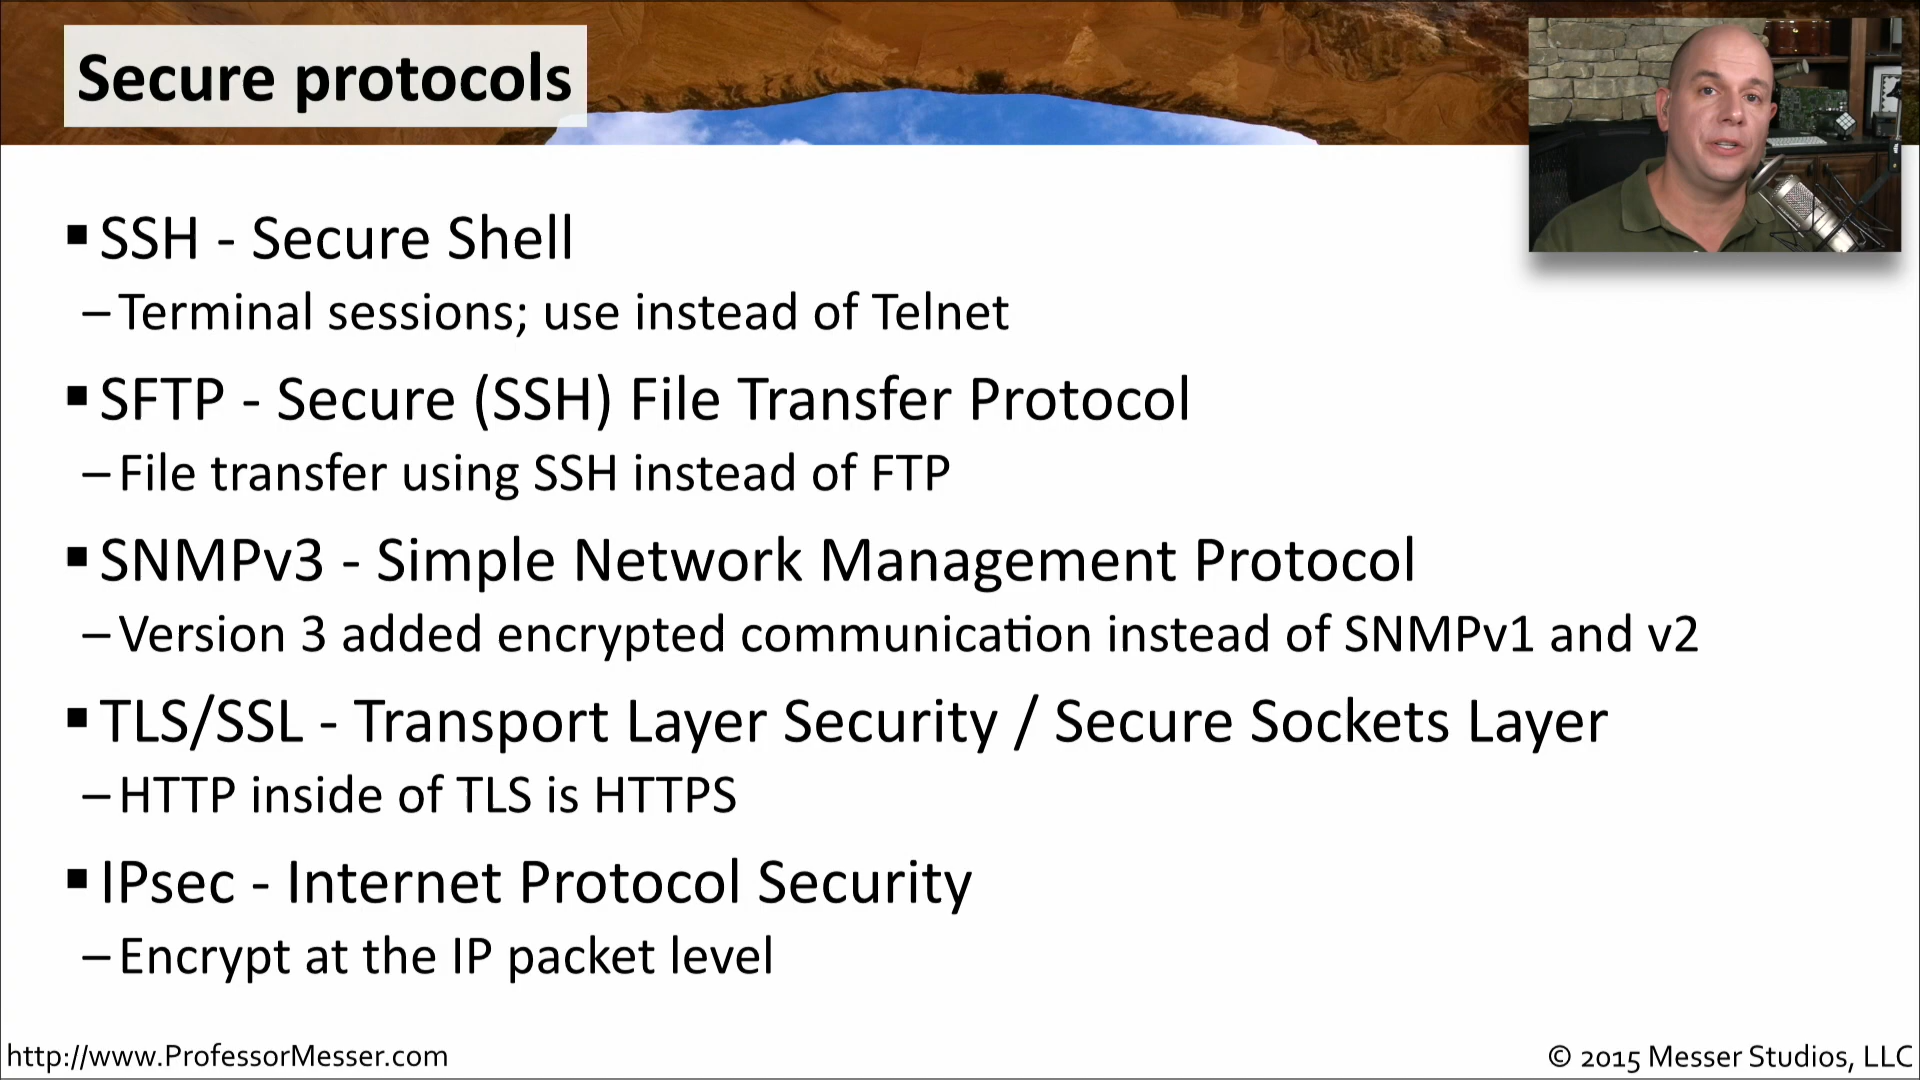 Secure protocols
▪ SSH - Secure Shell
– Terminal sessions; use instead of Telnet
▪ SFTP - Secure (SSH) File Transfer Protocol
– File transfer using SSH instead of FTP
▪ SNMPv3 - Simple Network Management Protocol
– Version 3 added encrypted communication instead of SNMPv1 and v2
▪ TLS/SSL - Transport Layer Security / Secure Sockets Layer
– HTTP inside of TLS is HTTPS
▪ IPsec - Internet Protocol Security
– Encrypt at the IP packet level
http://www.ProfessorMesser.com
© 2015 Messer Studios, LLC